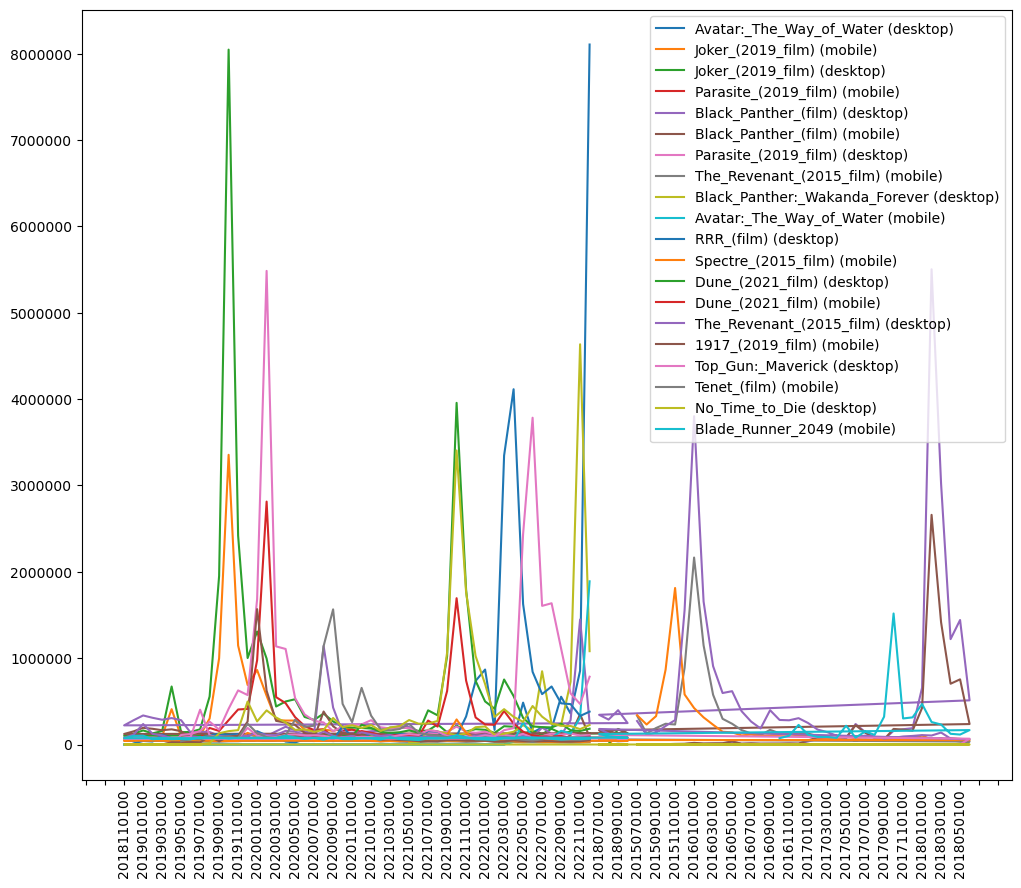 8000000
7000000
6000000
5000000
4000000
3000000
2000000
1000000
0
Avatar:_The_Way_of_Water (desktop)
Joker_(2019_film) (mobile)
Joker_(2019_film) (desktop)
Parasite_(2019_film) (mobile)
Black_Panther_(film) (desktop)
Black_Panther_(film) (mobile)
Parasite_(2019_film) (desktop)
The_Revenant_(2015_film) (mobile)
Black_Panther:_Wakanda_Forever (desktop)
Avatar:_The_Way_of_Water (mobile)
RRR_(film) (desktop)
Spectre_(2015_film) (mobile)
Dune_(2021_film) (desktop)
Dune_(2021_film) (mobile)
The_Revenant_(2015_film) (desktop)
1917_(2019_film) (mobile)
Top_Gun:_Maverick (desktop)
Tenet_(film) (mobile)
No_Time_to_Die (desktop)
Blade_Runner_2049 (mobile)
2018110100
2019010100
2019030100
2019050100
2019070100
2019090100
2019110100
2020010100
2020030100
2020050100
2020070100
2020090100
2020110100
2021010100
2021030100
2021050100
2021070100
2021090100
2021110100
2022010100
2022030100
2022050100
2022070100
2022090100
2022110100
2018070100
2018090100
2015070100
2015090100
2015110100
2016010100
2016030100
2016050100
2016070100
2016090100
2016110100
2017010100
2017030100
2017050100
2017070100
2017090100
2017110100
2018010100
2018030100
2018050100